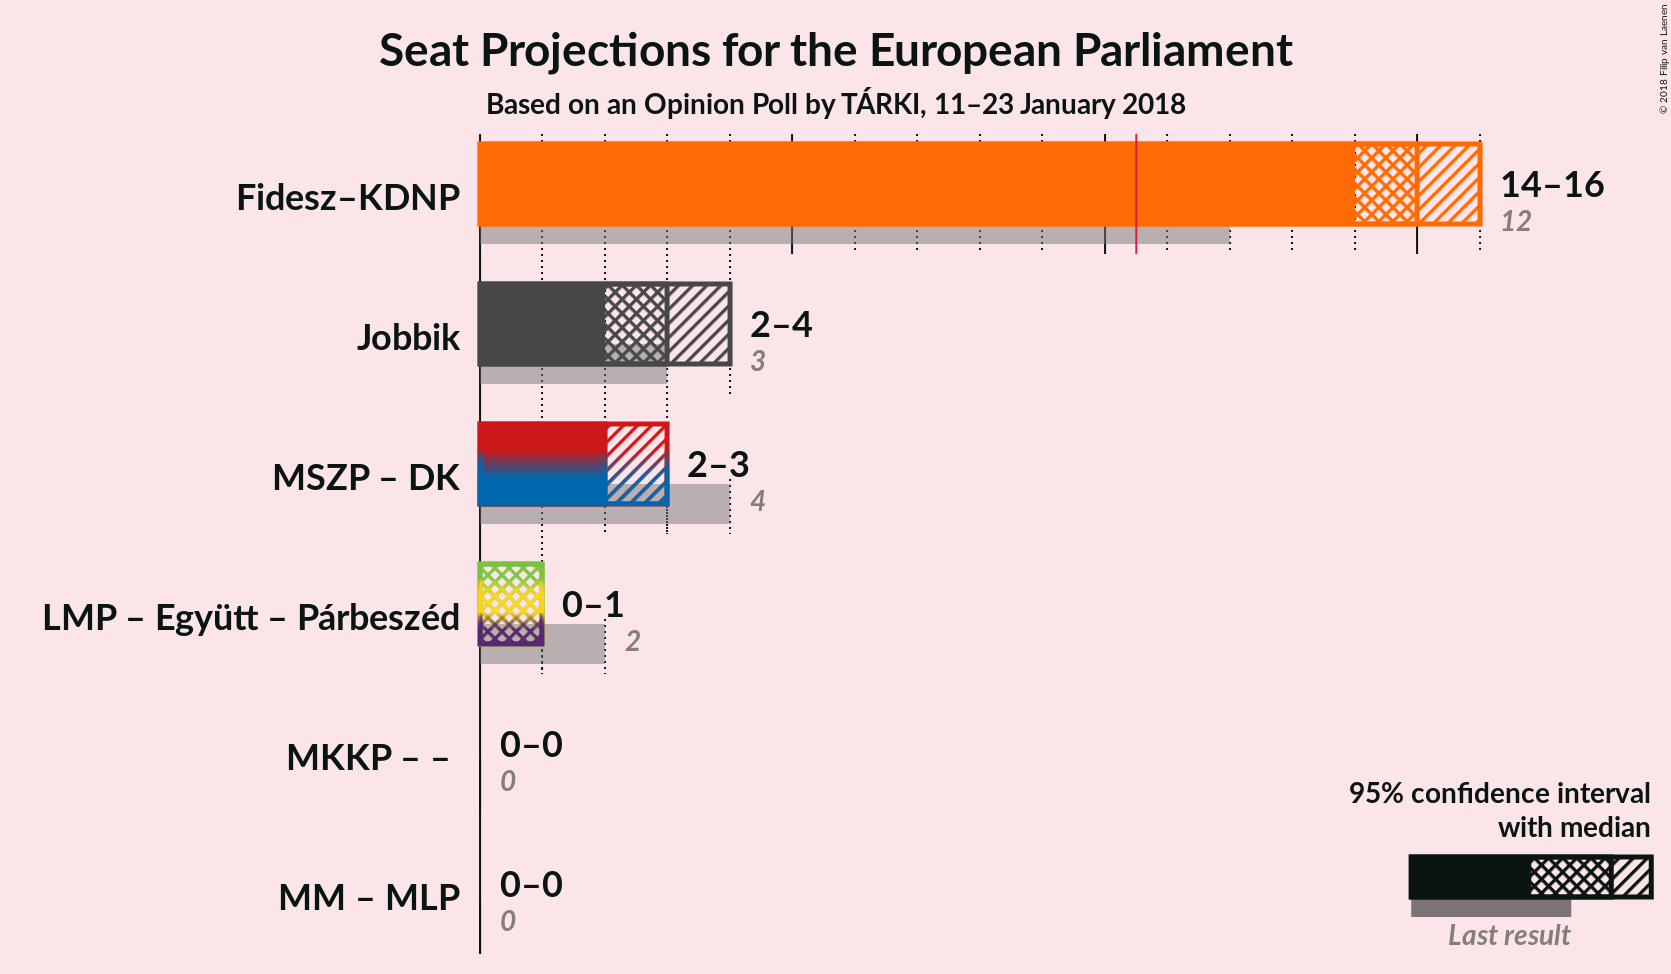 Seat Projections for the European Parliament
Based on an Opinion Poll by TÁRKI, 11–23 January 2018
© 2018 Filip van Laenen
Fidesz–KDNP
14–16
12
Jobbik
2–4
3
MSZP – DK
2–3
4
LMP – Együtt – Párbeszéd
0–1
2
MKKP – –
0–0
0
MM – MLP
0–0
0
95% confidence interval
with median
Last result